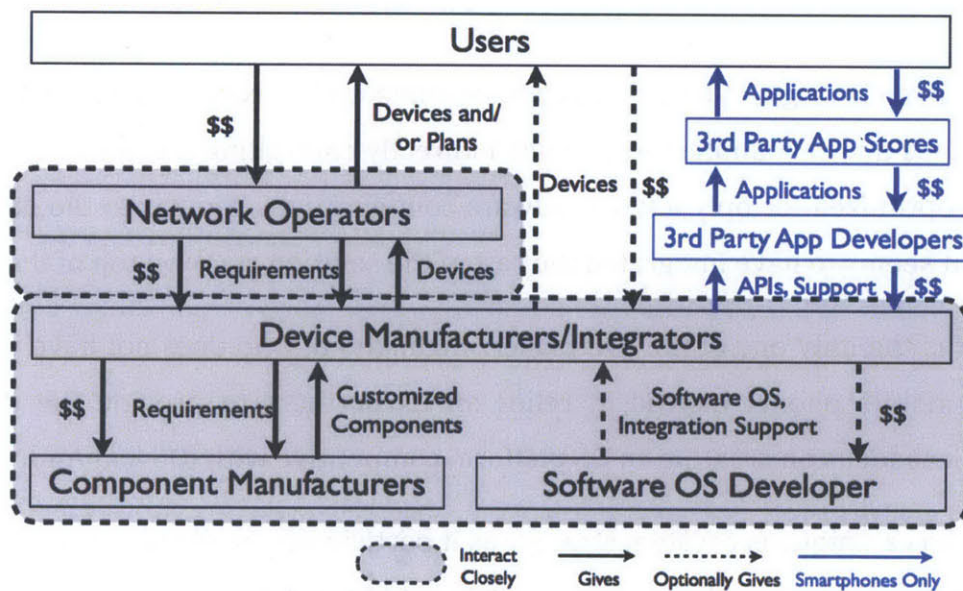 Users
$$
Devices and/
or Plans
Devices
$$
Applications
$$
3rd Party App Stores
Applications
$$
3rd Party App Developers
APIs, Support
$$
Network Operators
$$
Requirements
Devices
Device Manufacturers/Integrators
$$
Requirements
Customized
Components
Software OS,
Integration Support
$$
Component Manufacturers
Software OS Developer
Interact
Closely
Gives
Optionally Gives
Smartphones Only